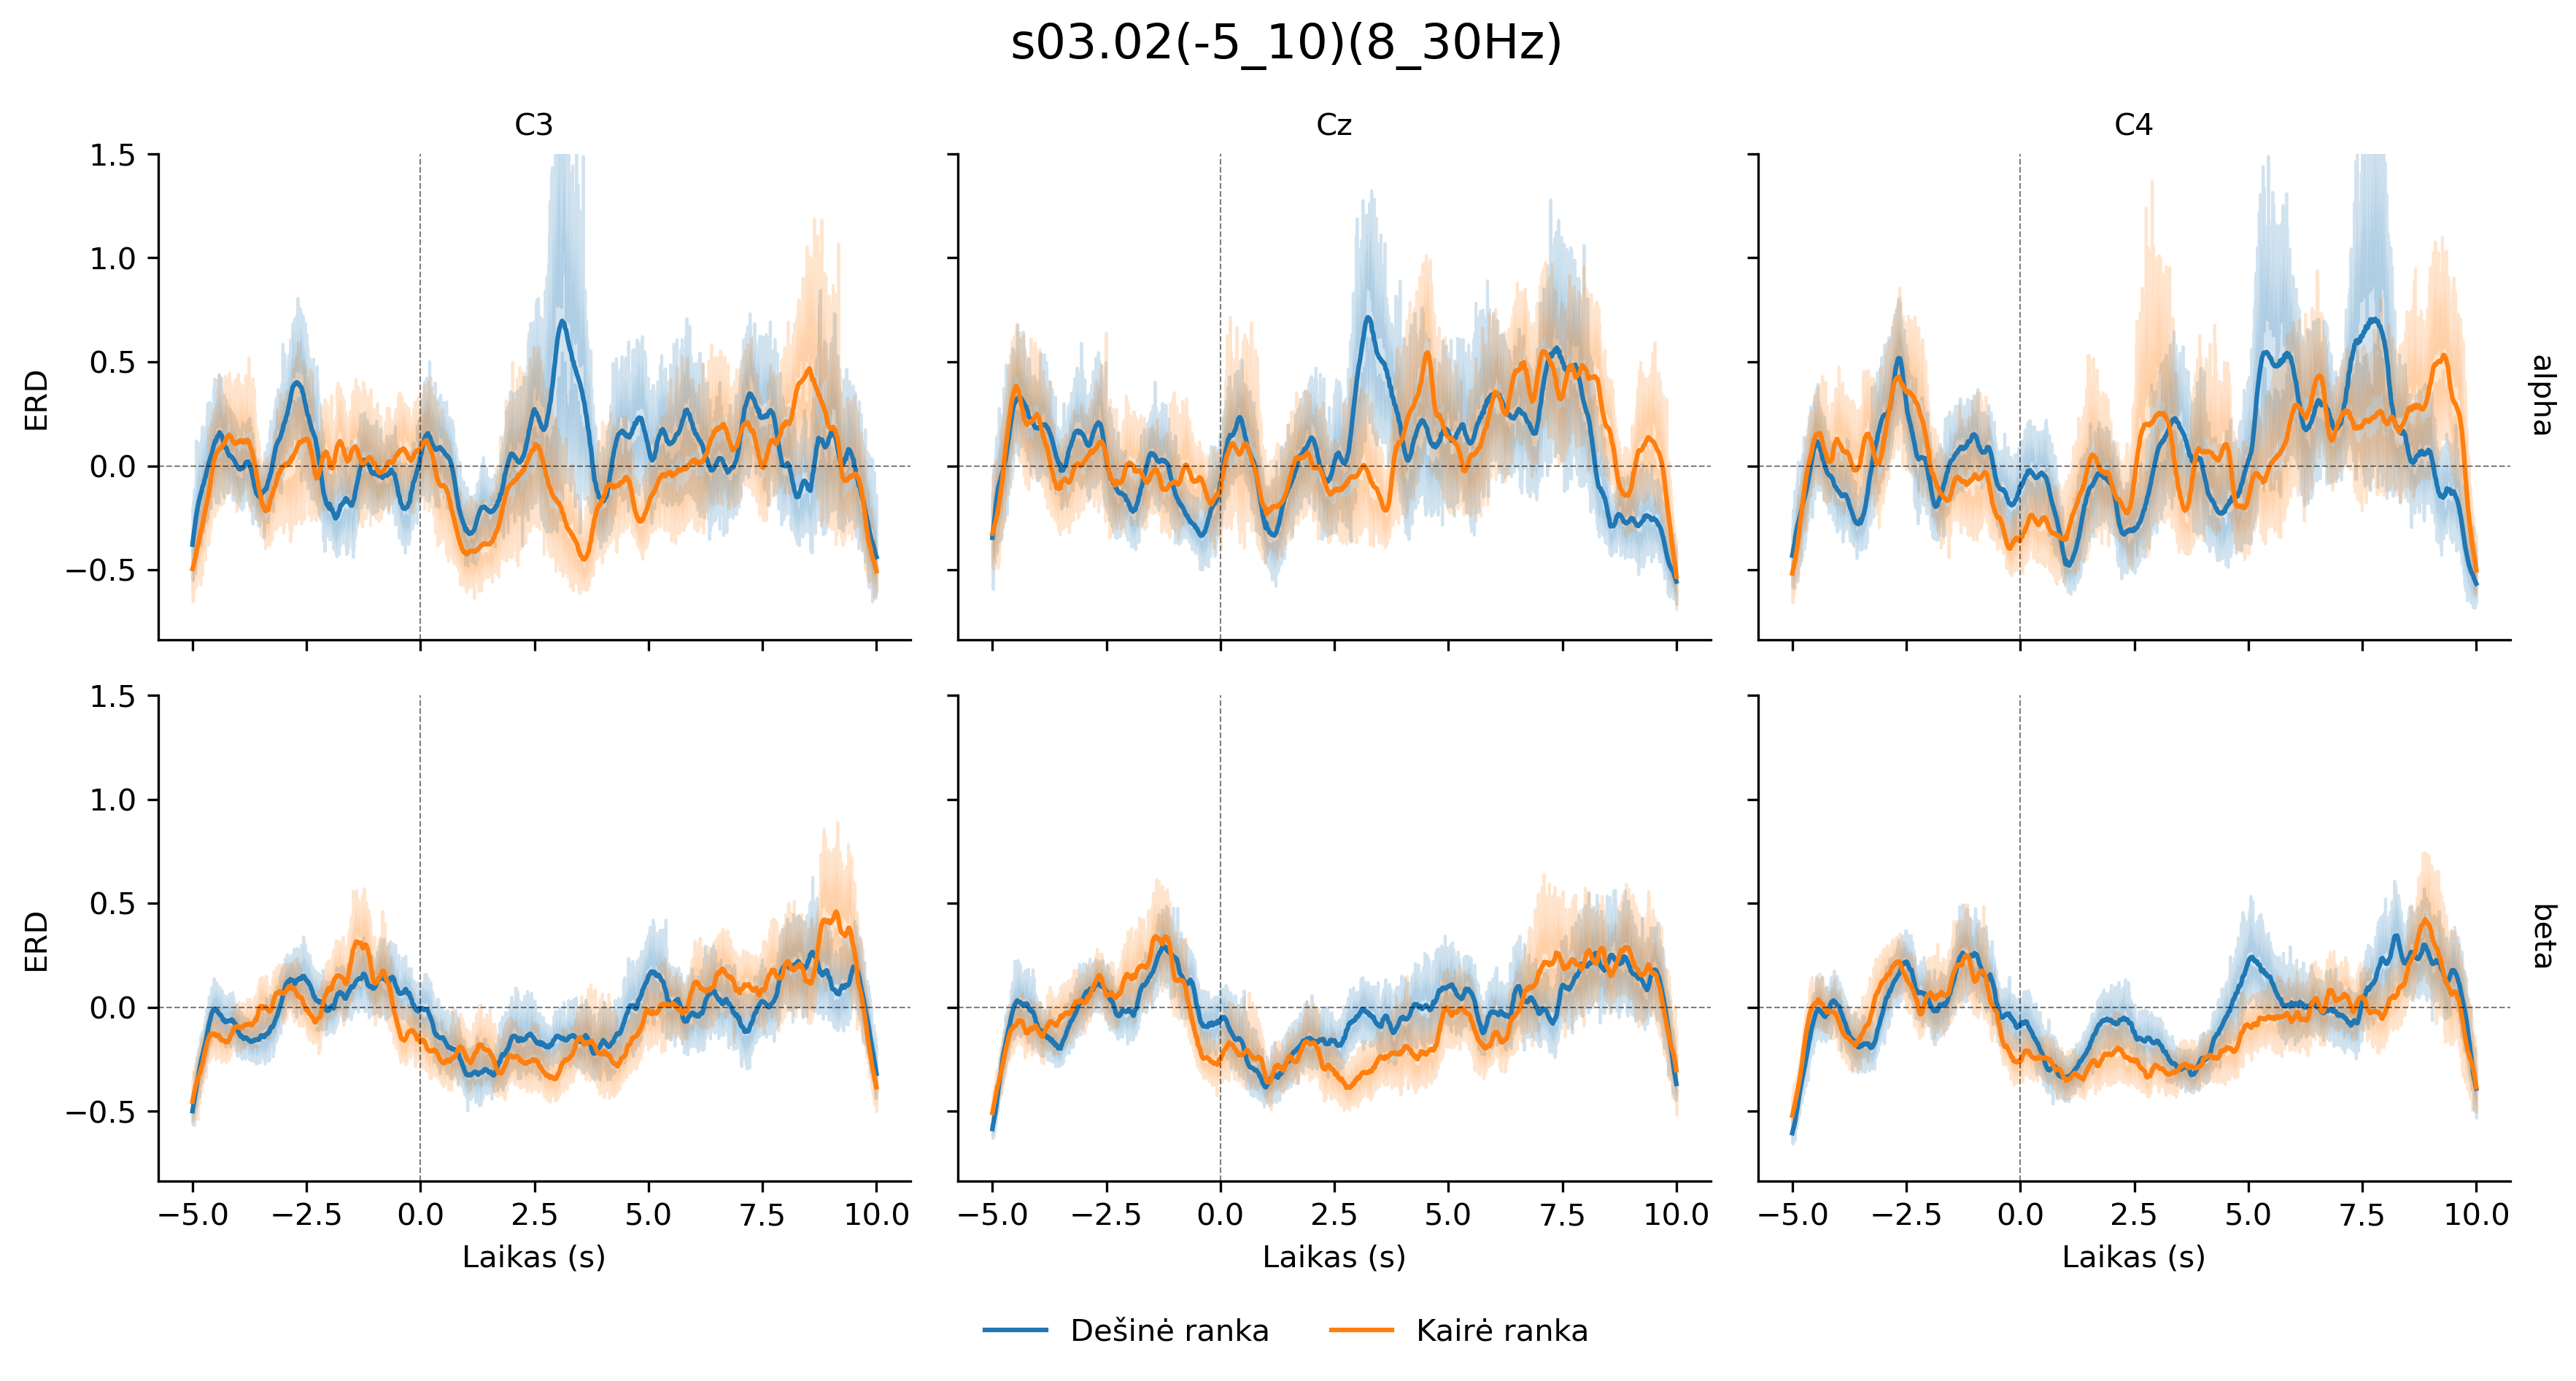 s03.02(-5_10)(8_30Hz)
C3 Cz C4
1.5
1.0
0.5
0.0
−0.5
ERD
alpha
1.5
1.0
0.5
0.0
−0.5
ERD
beta
−5.0 −2.5 0.0 2.5 5.0 7.5 10.0 −5.0 −2.5 0.0 2.5 5.0 7.5 10.0 −5.0 −2.5 0.0 2.5 5.0 7.5 10.0
Laikas (s) Laikas (s) Laikas (s)
Dešinė ranka Kairė ranka